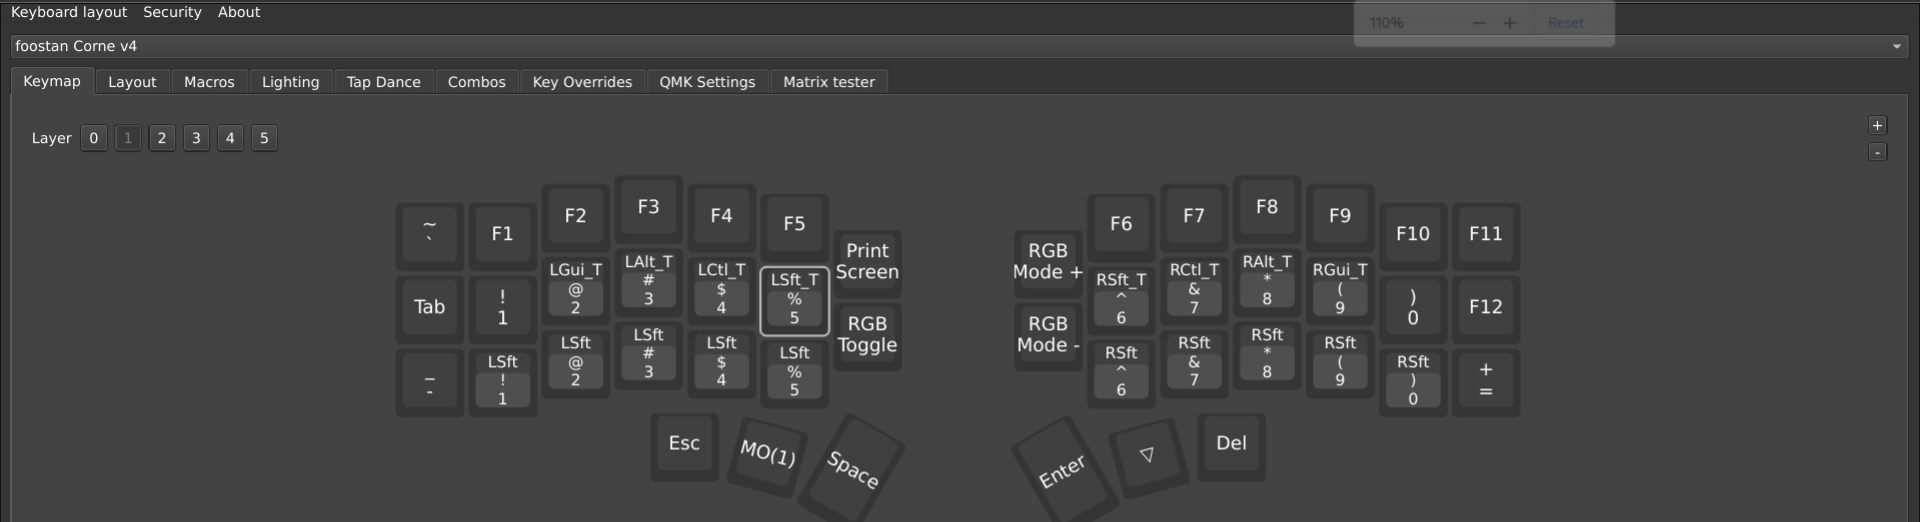 Keyboard layout Security About
110% − + Reset
foostan Corne v4
Keymap Layout Macros Lighting Tap Dance Combos Key Overrides QMK Settings Matrix tester
Layer 0 1 2 3 4 5
+
-
~
` F1 F2 F3 F4 F5 Print
Screen
RGB
Mode + F6 F7 F8 F9 F10 F11
Tab !
1 LGui_T
@
2 LAlt_T
#
3 LCtl_T
$
4 LSft_T
%
5 RGB
Toggle
RGB
Mode - RSft_T
^
6 RCtl_T
&
7 RAlt_T
*
8 RGui_T
(
9 )
0 F12
_
- LSft
!
1 LSft
@
2 LSft
#
3 LSft
$
4 LSft
%
5
RSft
^
6 RSft
&
7 RSft
*
8 RSft
(
9 RSft
)
0 +
=
Esc MO(1) Space Enter ▽ Del